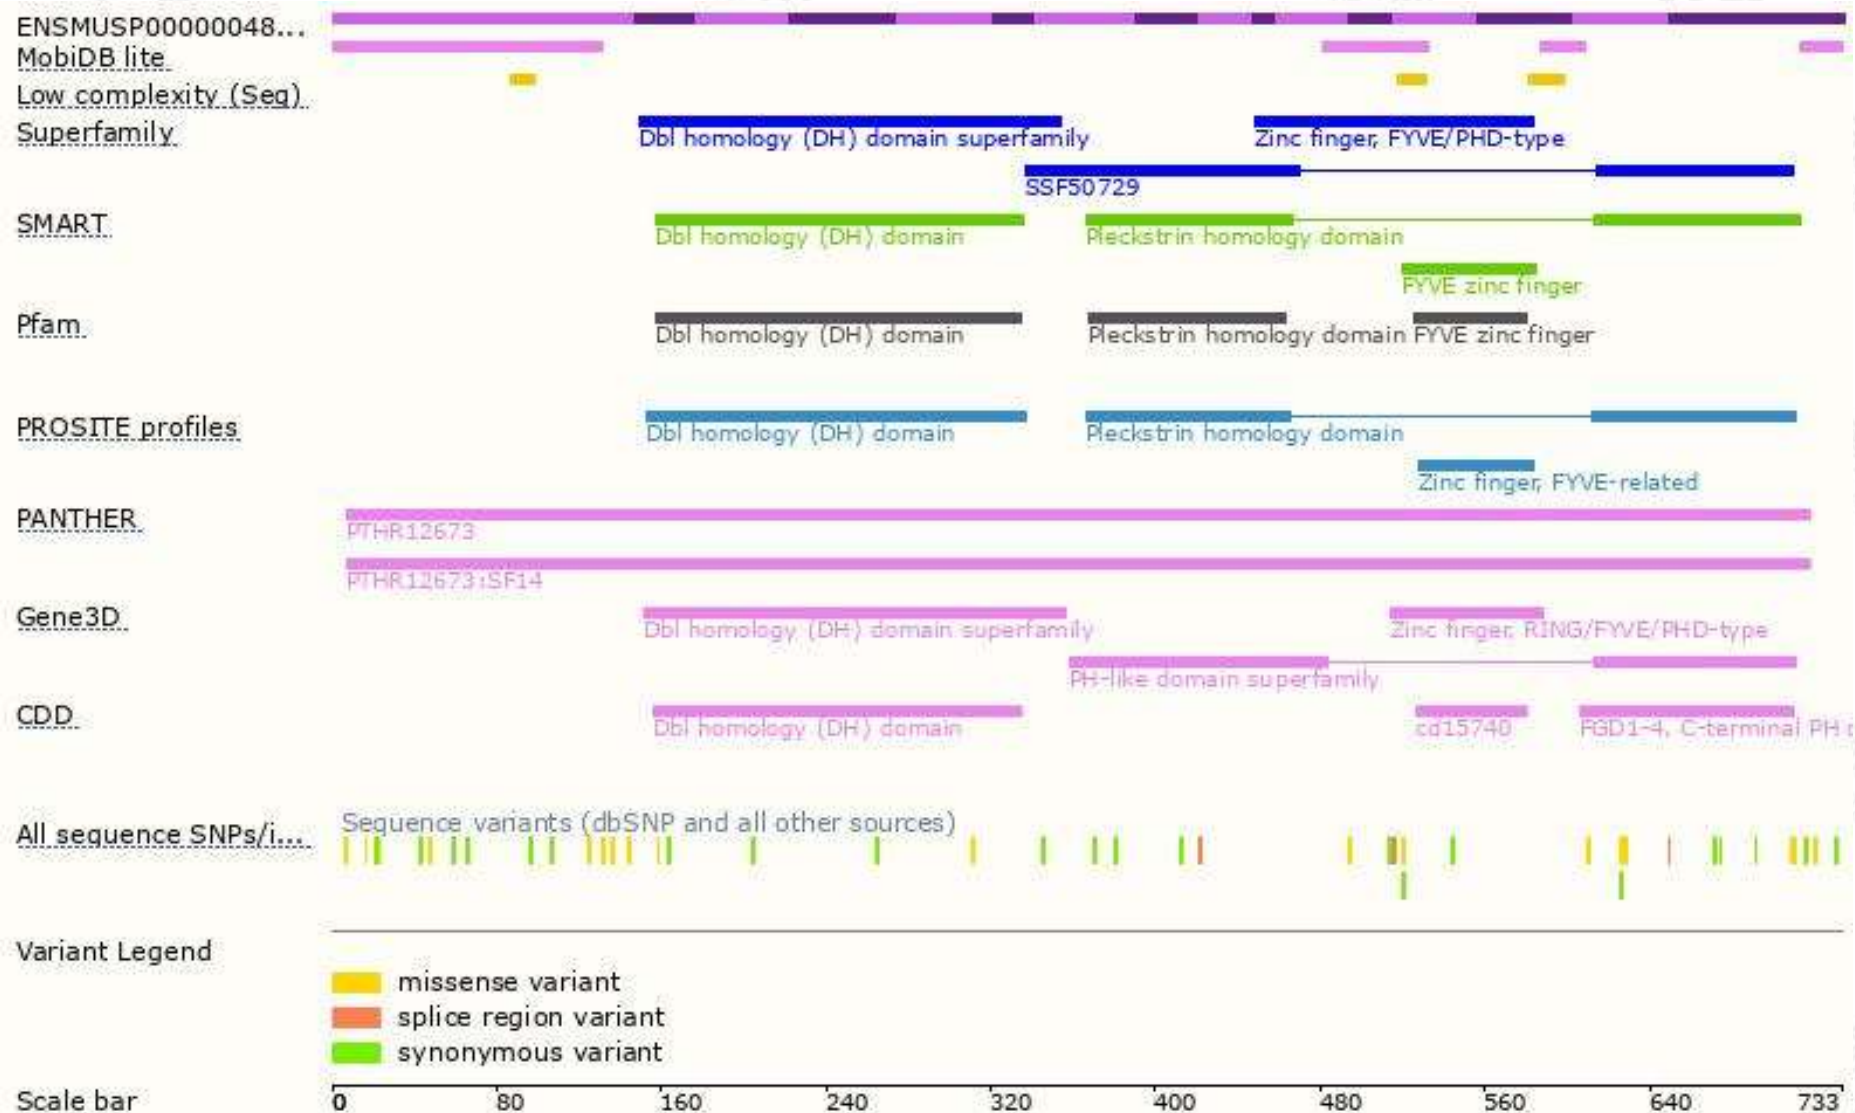 ENSMUSP00000048...
MobiDB lite
Low complexity (Seg)
Superfamily
Dbl homology (DH) domain superfamily
Zinc finger, FYVE/PHD-type
SSF50729
SMART
Dbl homology (DH) domain
Pleckstrin homology domain
FYVE zinc finger
Pfam
Dbl homology (DH) domain
Pleckstrin homology domain
FYVE zinc finger
PROSITE profiles
Dbl homology (DH) domain
Pleckstrin homology domain
Zinc finger, FYVE-related
PANTHER
PTHR12673
PTHR12673:SF14
Gene3D
Dbl homology (DH) domain superfamily
Zinc finger, RING/FYVE/PHD-type
PH-like domain superfamily
CDD
Dbl homology (DH) domain
cd15740
FGD1-4, C-terminal PH
All sequence SNPs/i...
Sequence variants (dbSNP and all other sources)
Variant Legend
missense variant
splice region variant
synonymous variant
Scale bar
0 80 160 240 320 400 480 560 640 733